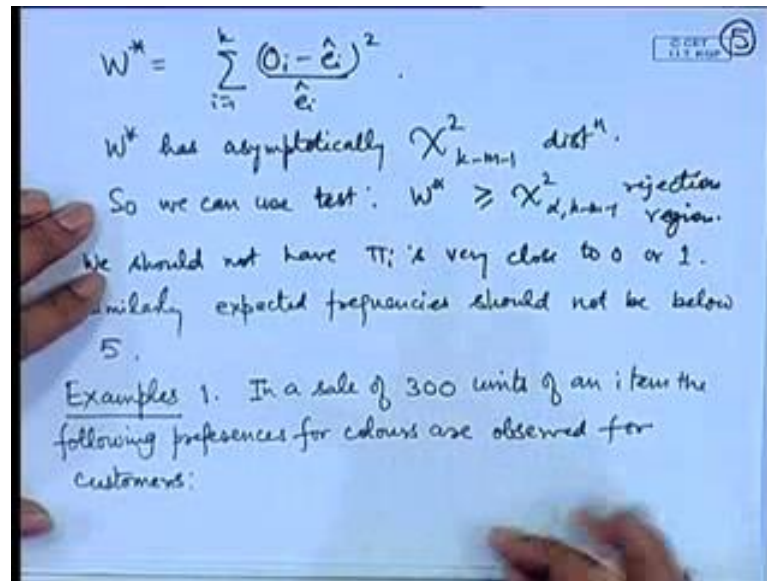 W* = Σ_{i=1}^{k} (O_i - ê_i)² / ê_i .
© CET
I.I.T. KGP
15
W* has asymptotically χ²_{k-m-1} distⁿ.
So we can use test: W* ≥ χ²_{α, k-m-1} rejection region.
We should not have π_i's very close to 0 or 1.
expected frequencies should not be below
5.
Examples 1. In a sale of 300 units of an item the
following preferences for colours are observed for
customers: